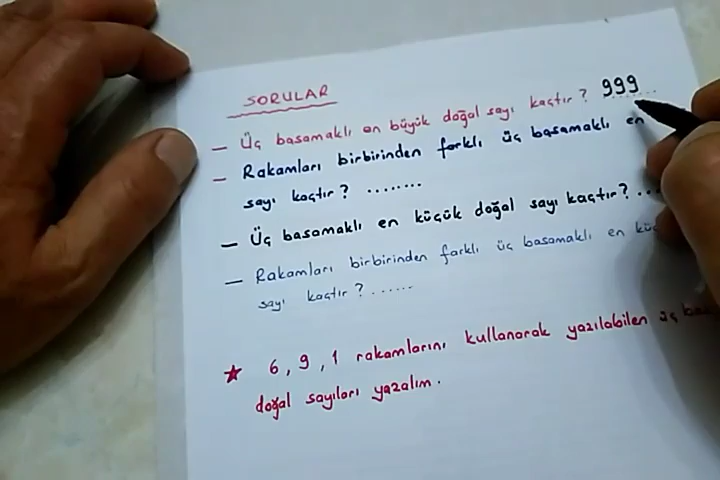 SORULAR
– Üç basamaklı en büyük doğal sayı kaçtır? 999
– Rakamları birbirinden farklı üç basamaklı en
sayı kaçtır? ........
– Üç basamaklı en küçük doğal sayı kaçtır? ...
– Rakamları birbirinden farklı üç basamaklı en
sayı kaçtır? ......
★ 6, 9, 1 rakamlarını kullanarak yazılabilen üç
doğal sayıları yazalım.